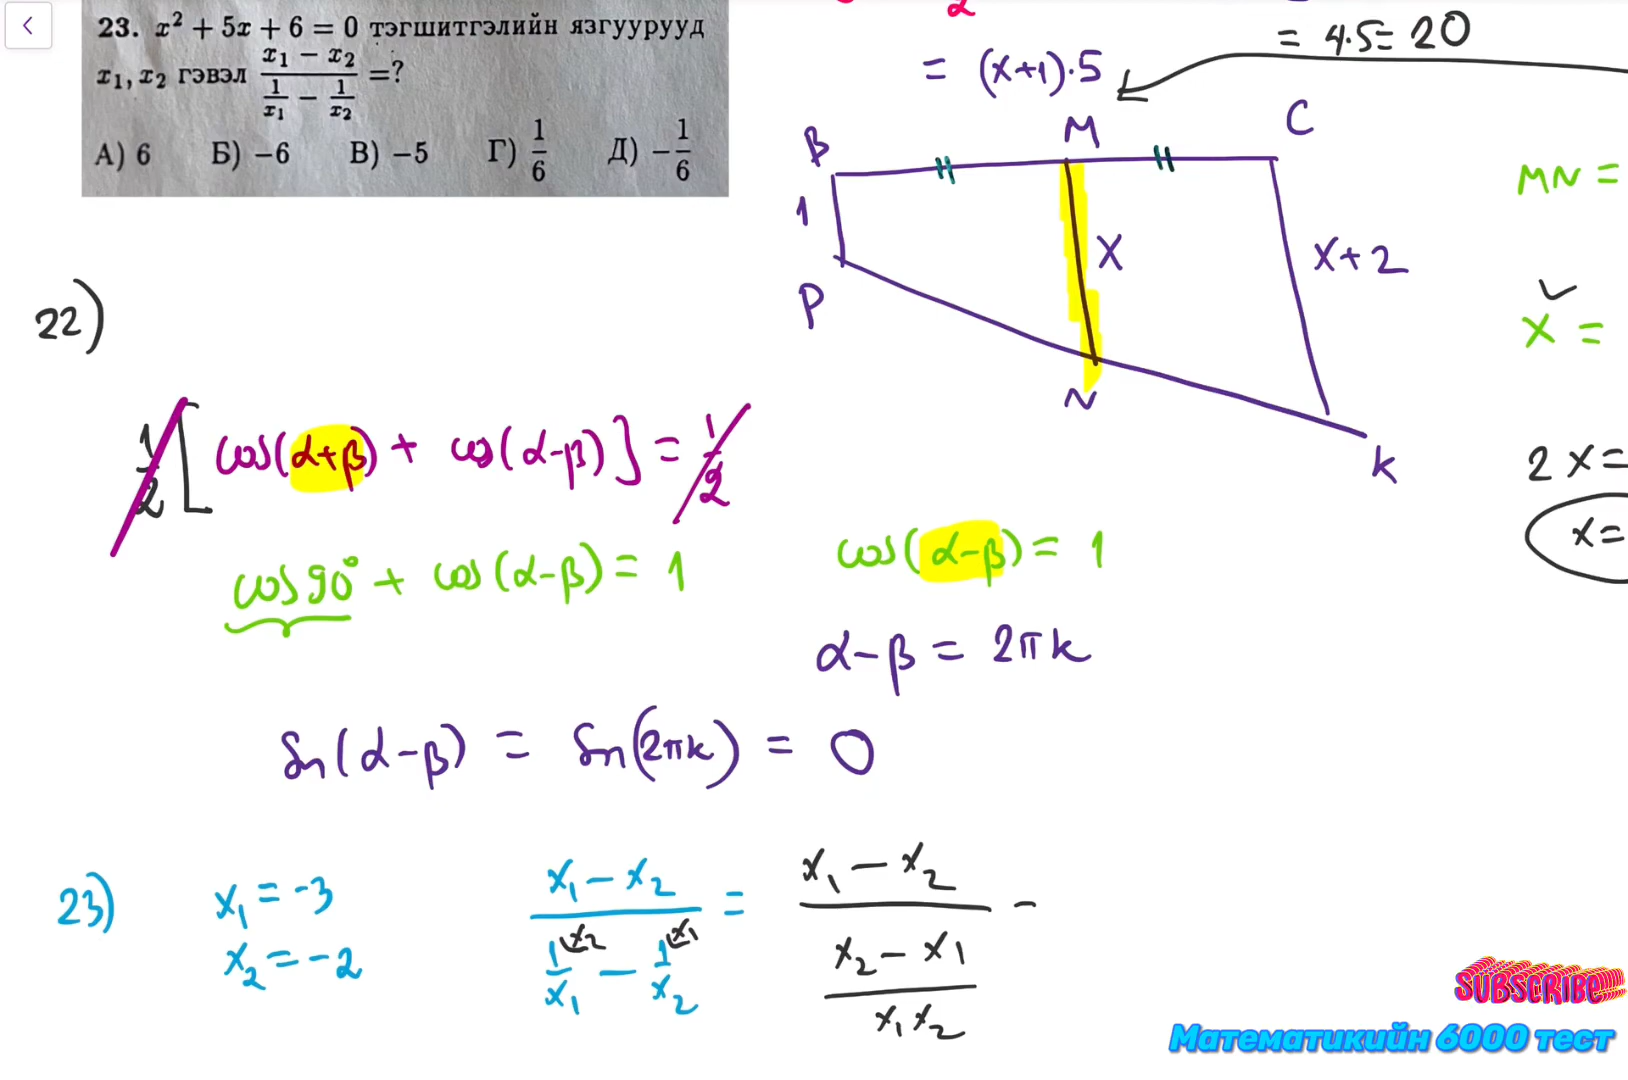 23. x² + 5x + 6 = 0 тэгшитгэлийн язгуурууд
x₁, x₂ гэвэл (x₁ − x₂)/(1/x₁ − 1/x₂) =?
А) 6 Б) −6 В) −5 Г) 1/6 Д) −1/6
= 4·5= 20
= (x+1)·5
B M C
1 X X+2
P N K
MN =
X =
2x=
x=
22)
1/2 [cos(α+β) + cos(α-β)] = 1/2
cos90° + cos(α-β) = 1
cos(α-β) = 1
α-β = 2πk
Sin(α-β) = Sin(2πk) = 0
23) x₁ = -3
x₂ = -2
(x₁ - x₂)/(1/x₁ - 1/x₂) = (x₁ - x₂)/((x₂ - x₁)/(x₁x₂)) -
x₂ x₁
SUBSCRIBE
Математикийн 6000 тест